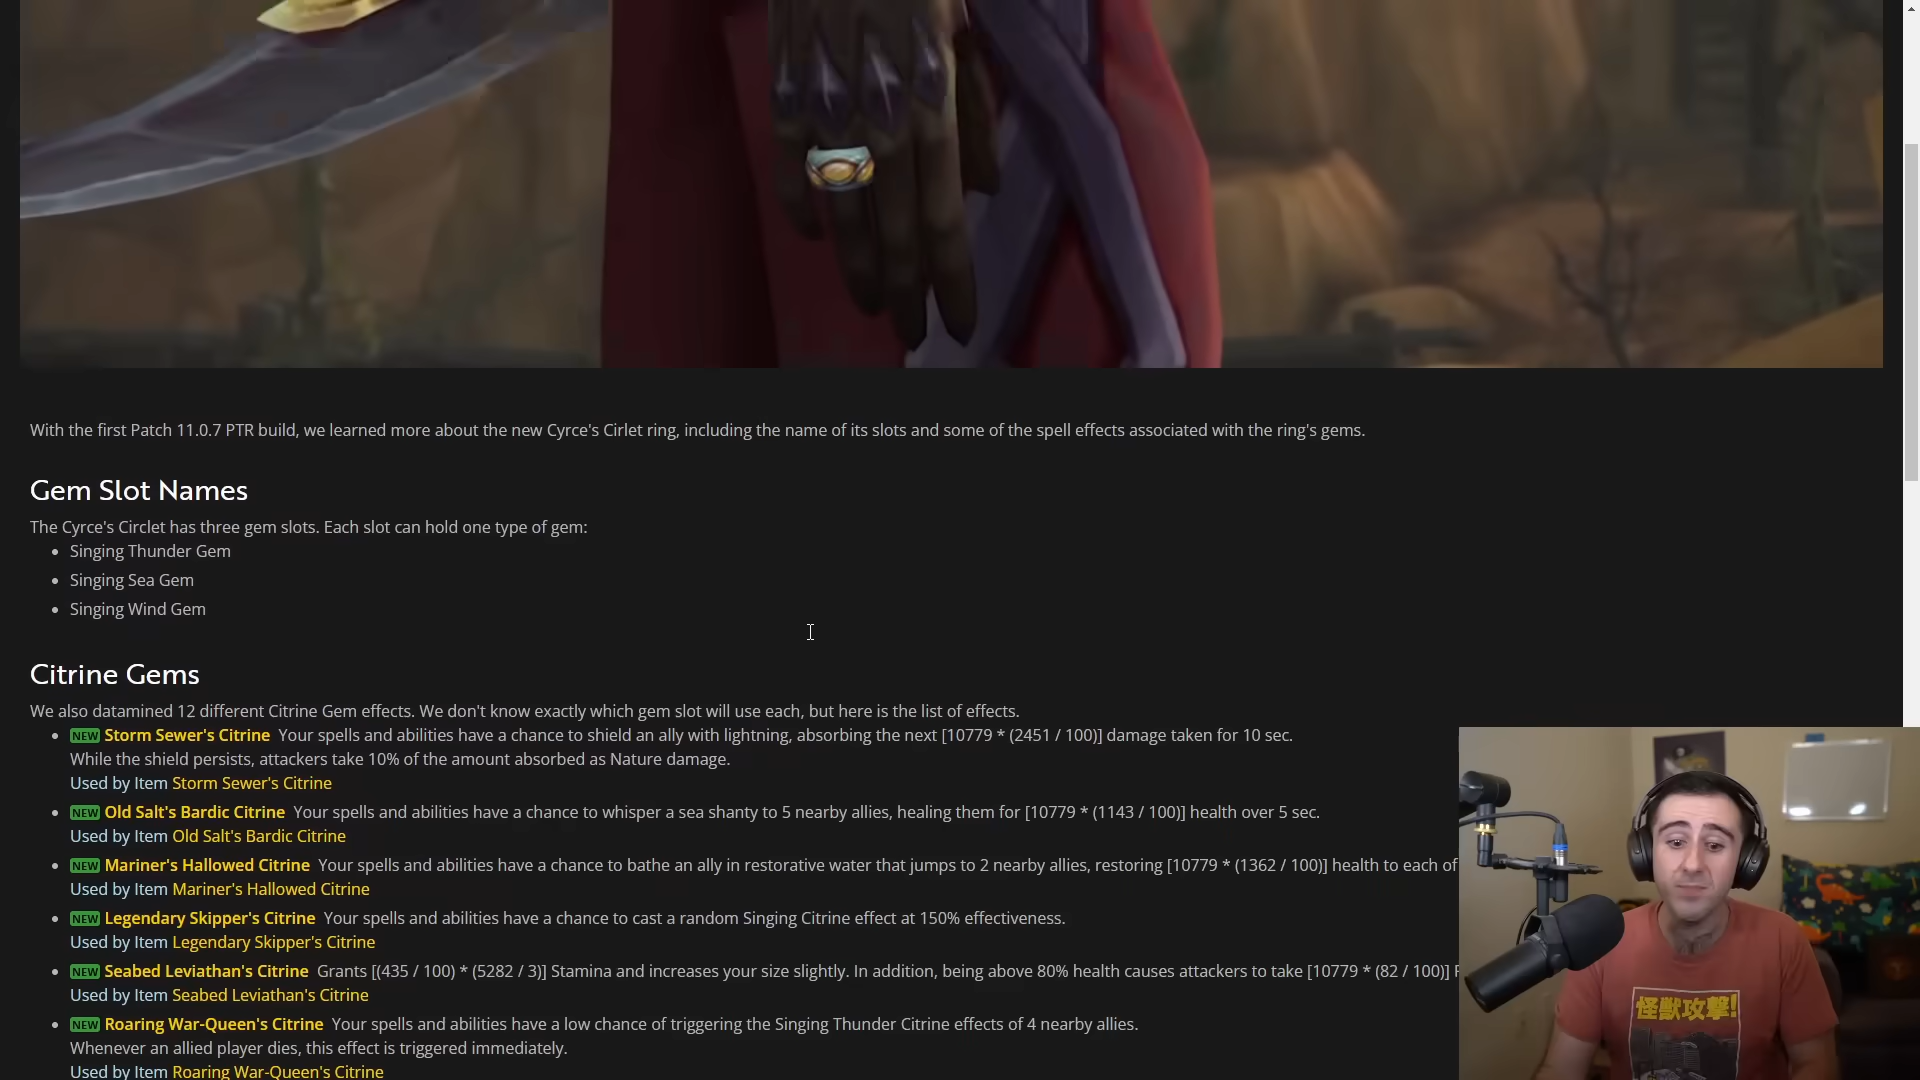 With the first Patch 11.0.7 PTR build, we learned more about the new Cyrce's Cirlet ring, including the name of its slots and some of the spell effects associated with the ring's gems.
Gem Slot Names
The Cyrce's Circlet has three gem slots. Each slot can hold one type of gem:
Singing Thunder Gem
Singing Sea Gem
Singing Wind Gem
Citrine Gems
We also datamined 12 different Citrine Gem effects. We don't know exactly which gem slot will use each, but here is the list of effects.
NEW Storm Sewer's Citrine Your spells and abilities have a chance to shield an ally with lightning, absorbing the next [10779 * (2451 / 100)] damage taken for 10 sec.
While the shield persists, attackers take 10% of the amount absorbed as Nature damage.
Used by Item Storm Sewer's Citrine
NEW Old Salt's Bardic Citrine Your spells and abilities have a chance to whisper a sea shanty to 5 nearby allies, healing them for [10779 * (1143 / 100)] health over 5 sec.
Used by Item Old Salt's Bardic Citrine
NEW Mariner's Hallowed Citrine Your spells and abilities have a chance to bathe an ally in restorative water that jumps to 2 nearby allies, restoring [10779 * (1362 / 100)] health to each of
Used by Item Mariner's Hallowed Citrine
NEW Legendary Skipper's Citrine Your spells and abilities have a chance to cast a random Singing Citrine effect at 150% effectiveness.
Used by Item Legendary Skipper's Citrine
NEW Seabed Leviathan's Citrine Grants [(435 / 100) * (5282 / 3)] Stamina and increases your size slightly. In addition, being above 80% health causes attackers to take [10779 * (82 / 100)]
Used by Item Seabed Leviathan's Citrine
NEW Roaring War-Queen's Citrine Your spells and abilities have a low chance of triggering the Singing Thunder Citrine effects of 4 nearby allies.
Whenever an allied player dies, this effect is triggered immediately.
Used by Item Roaring War-Queen's Citrine
怪獣攻撃!